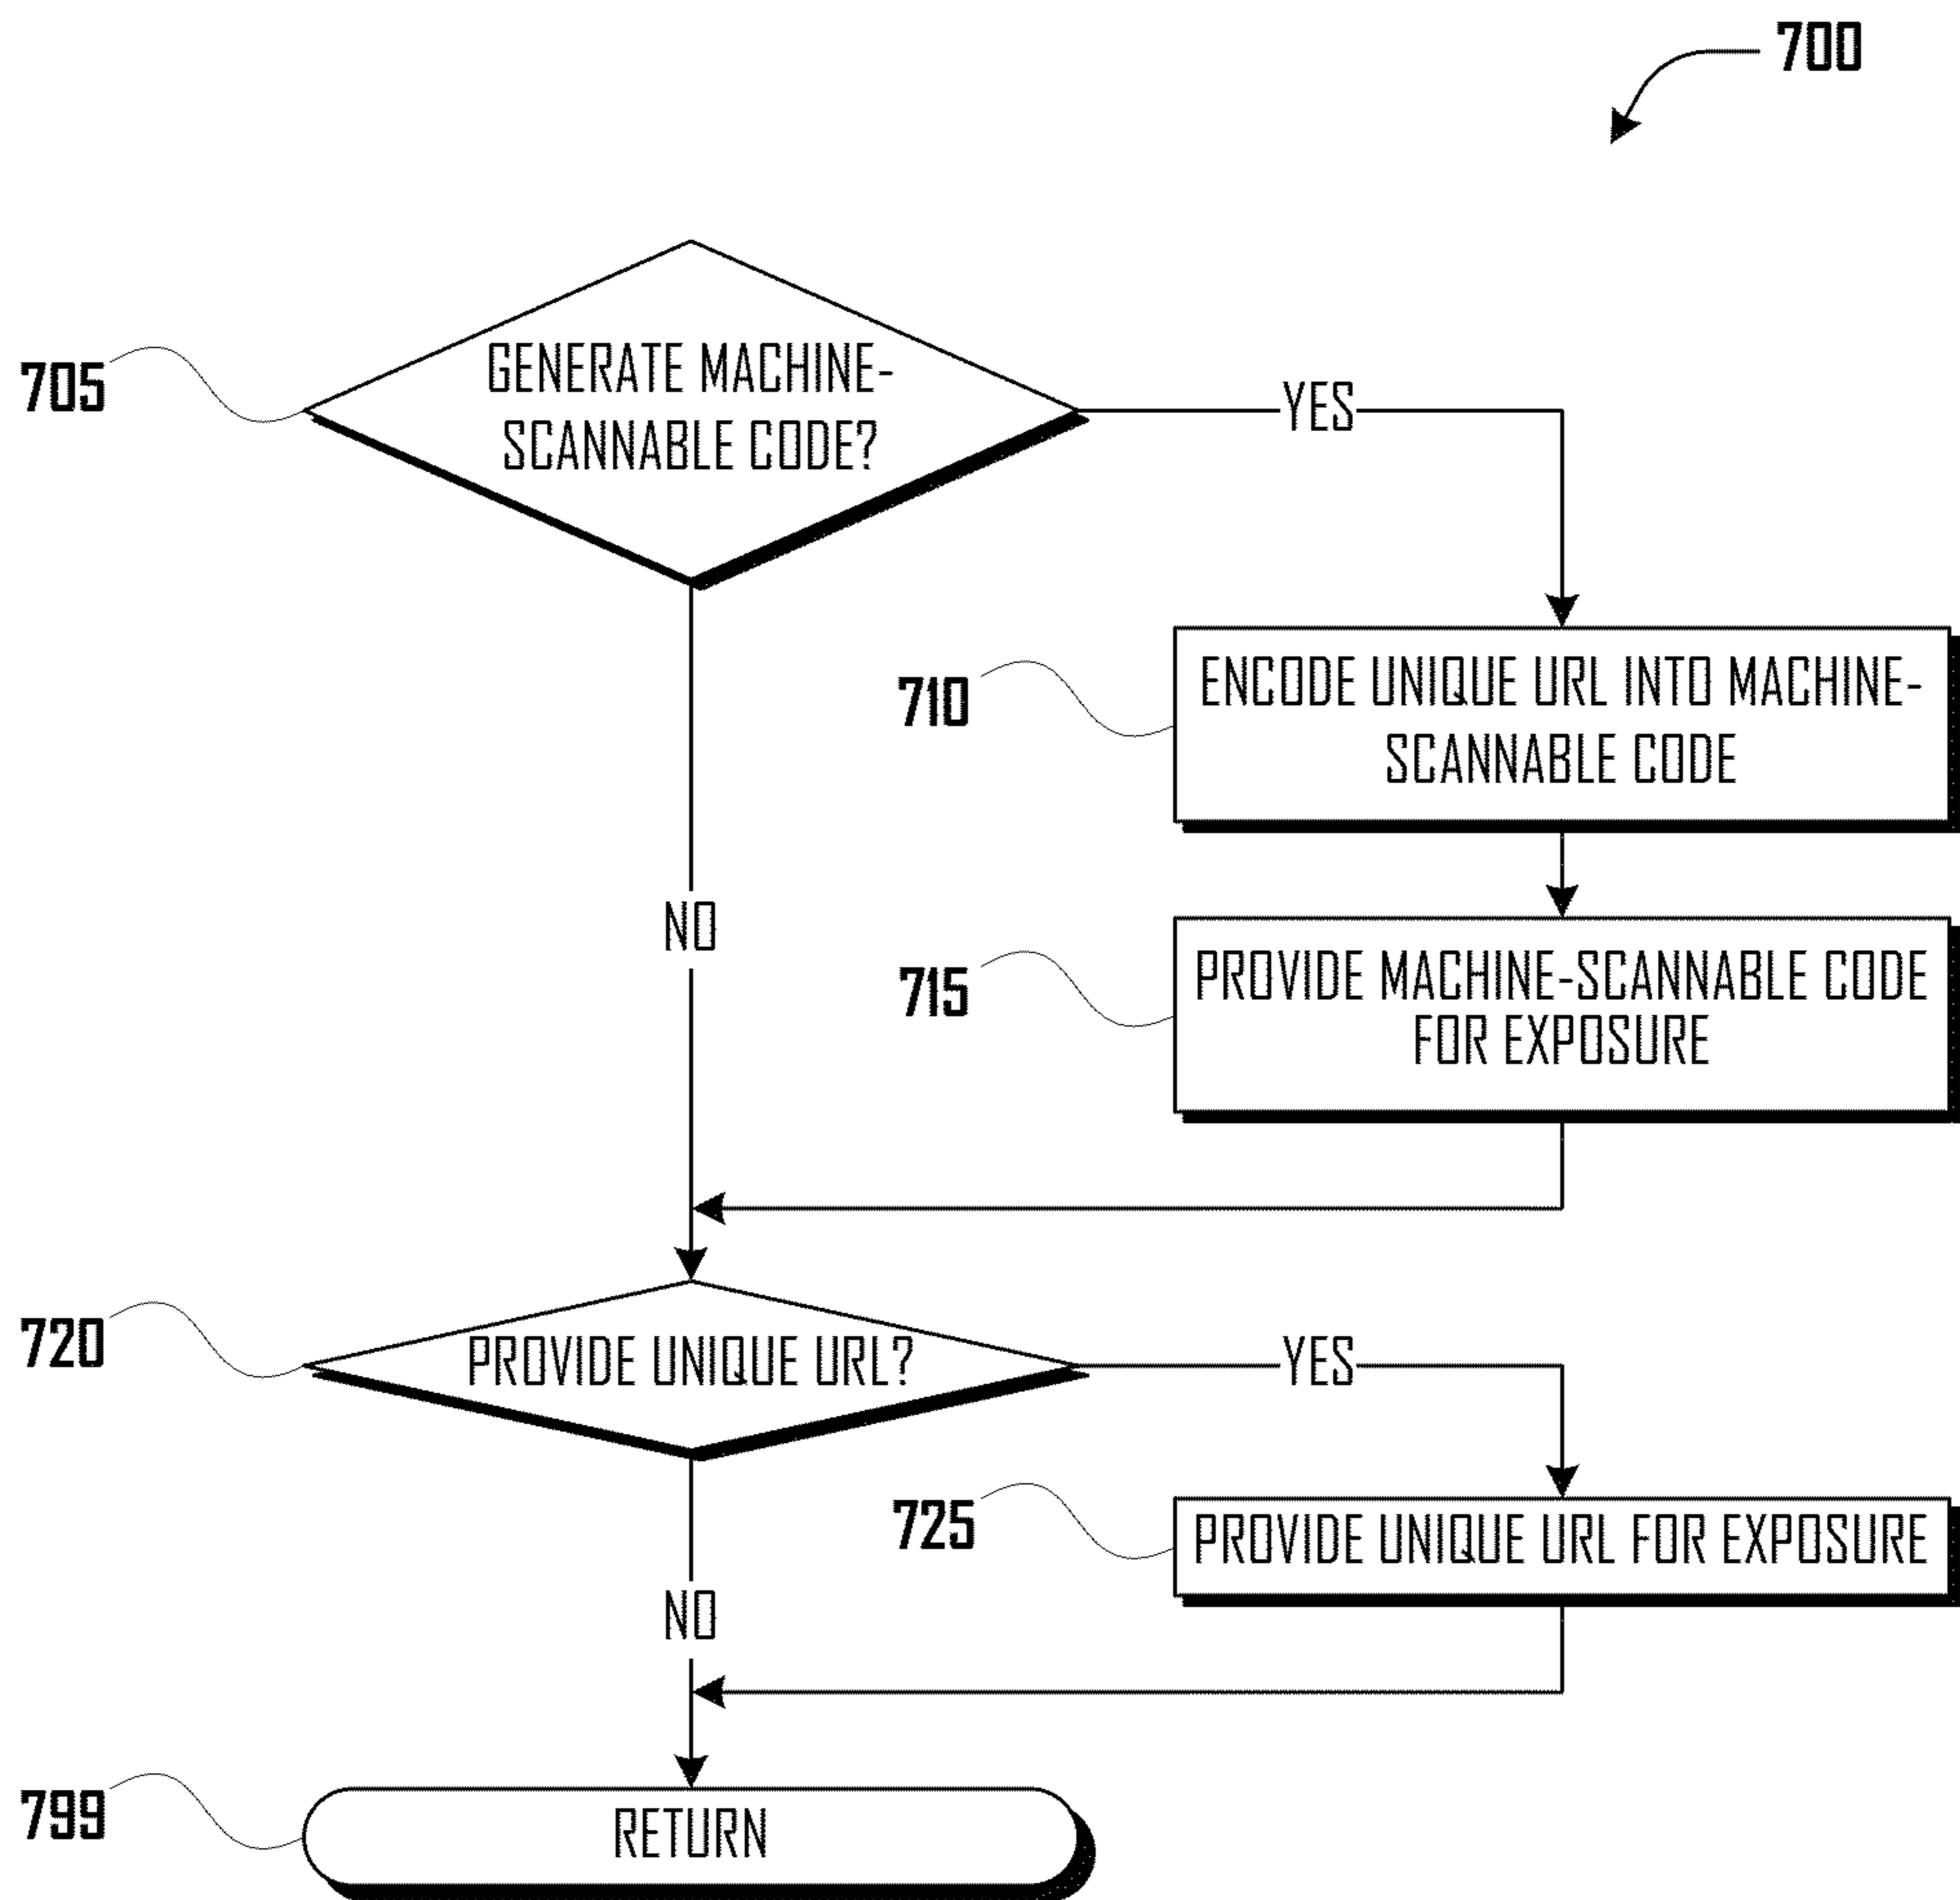 700
705
GENERATE MACHINE-
SCANNABLE CODE?
YES
710
ENCODE UNIQUE URL INTO MACHINE-
SCANNABLE CODE
NO
715
PROVIDE MACHINE-SCANNABLE CODE
FOR EXPOSURE
720
PROVIDE UNIQUE URL?
YES
725
PROVIDE UNIQUE URL FOR EXPOSURE
NO
799
RETURN